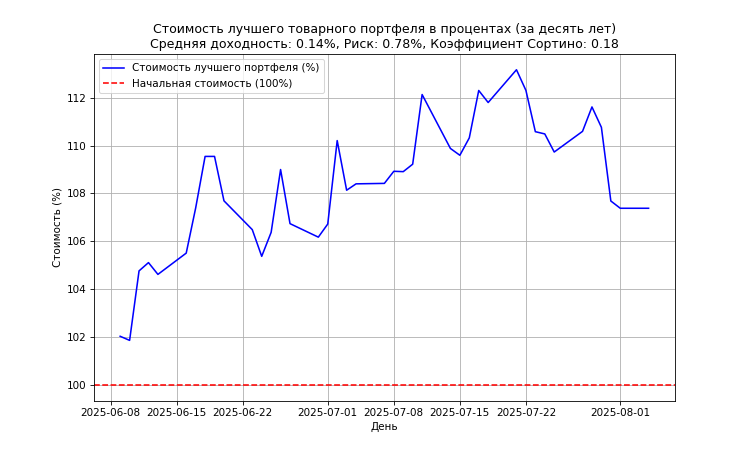 Стоимость лучшего товарного портфеля в процентах (за десять лет)
Средняя доходность: 0.14%, Риск: 0.78%, Коэффициент Сортино: 0.18
Стоимость лучшего портфеля (%)
Начальная стоимость (100%)
Стоимость (%)
112
110
108
106
104
102
100
2025-06-08 2025-06-15 2025-06-22 2025-07-01 2025-07-08 2025-07-15 2025-07-22 2025-08-01
День